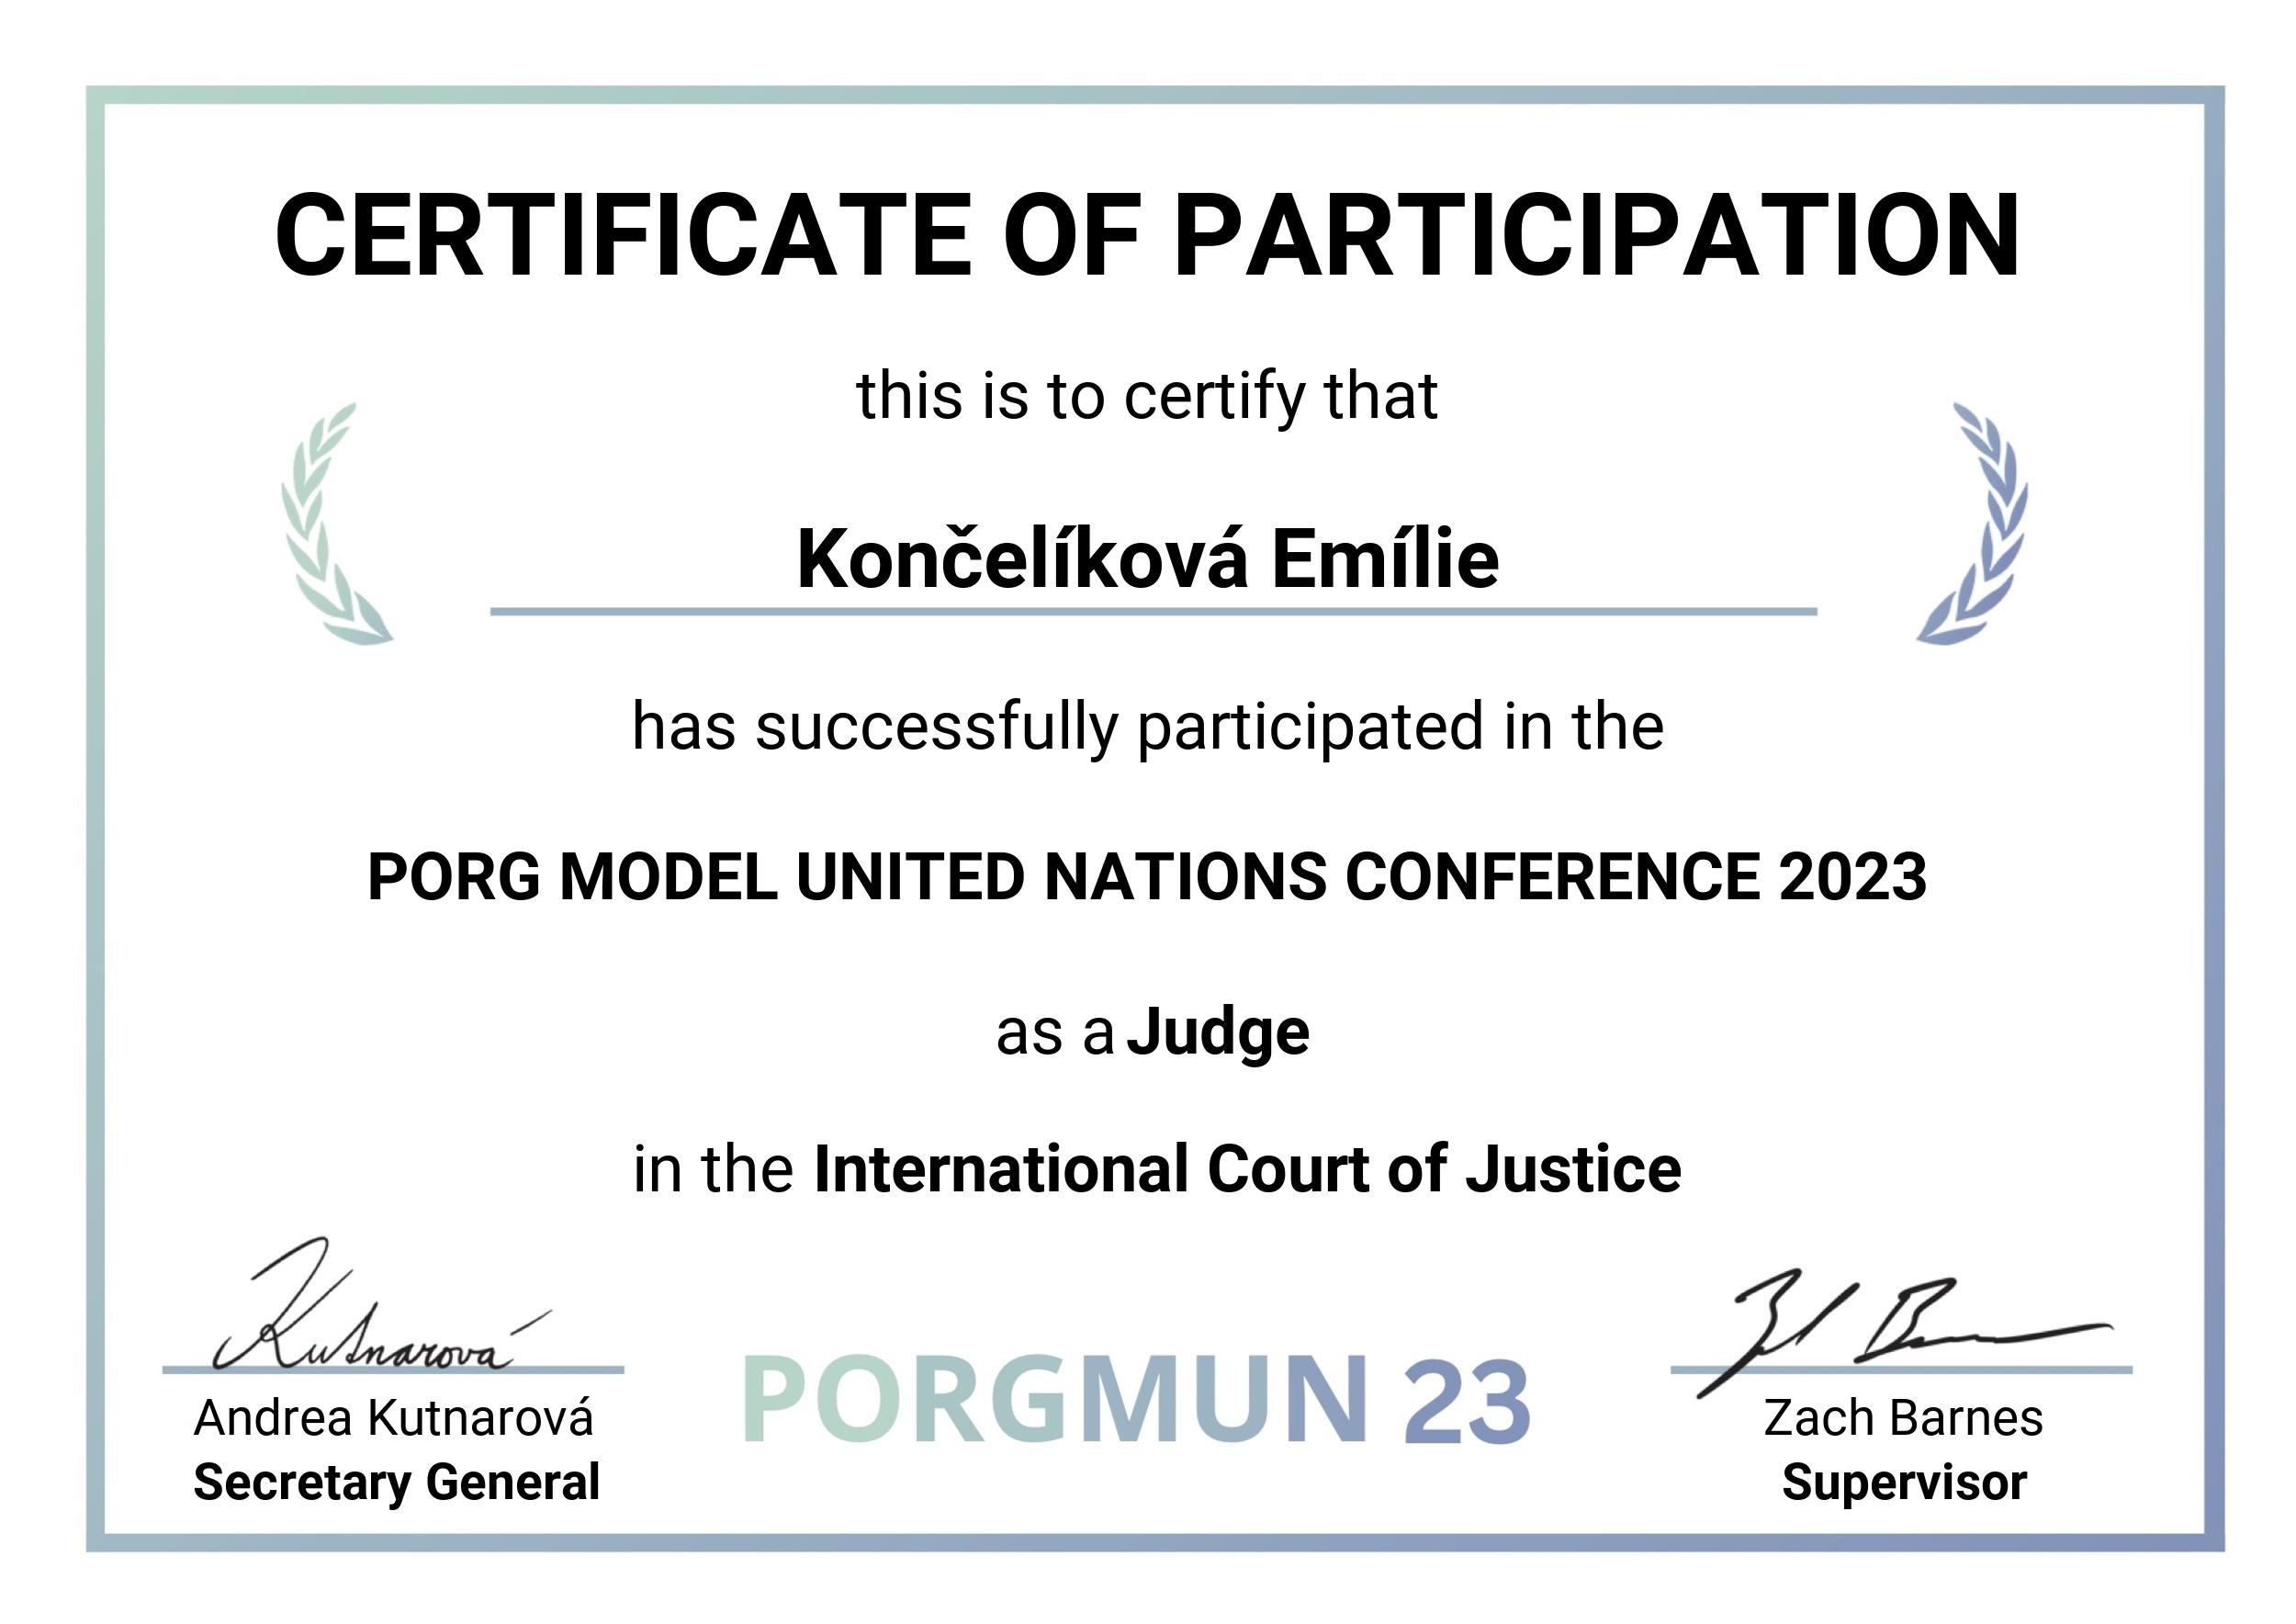 CERTIFICATE OF PARTICIPATION
this is to certify that
Končelíková Emílie
has successfully participated in the
PORG MODEL UNITED NATIONS CONFERENCE 2023
as a Judge
in the International Court of Justice
Kutnarová
Andrea Kutnarová
Secretary General
PORGMUN 23
Zach Barnes
Supervisor